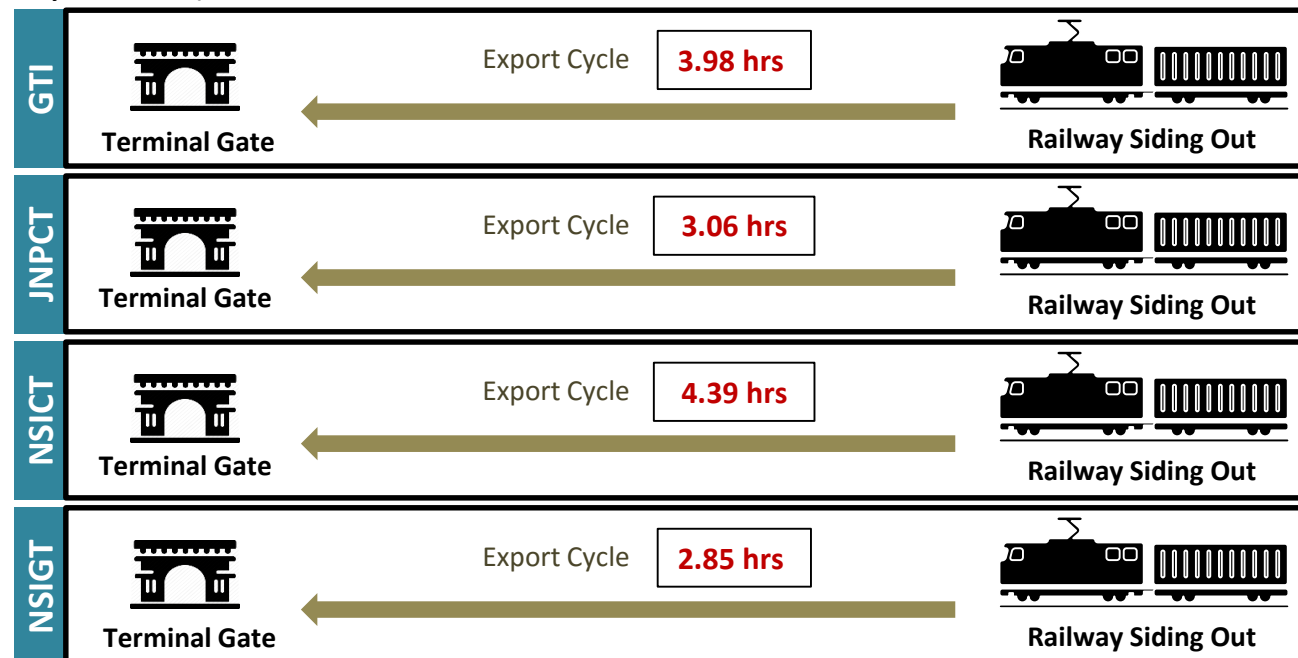 GTI
Export Cycle
3.98 hrs
Terminal Gate
Railway Siding Out
JNPCT
Export Cycle
3.06 hrs
Terminal Gate
Railway Siding Out
NSICT
Export Cycle
4.39 hrs
Terminal Gate
Railway Siding Out
NSIGT
Export Cycle
2.85 hrs
Terminal Gate
Railway Siding Out